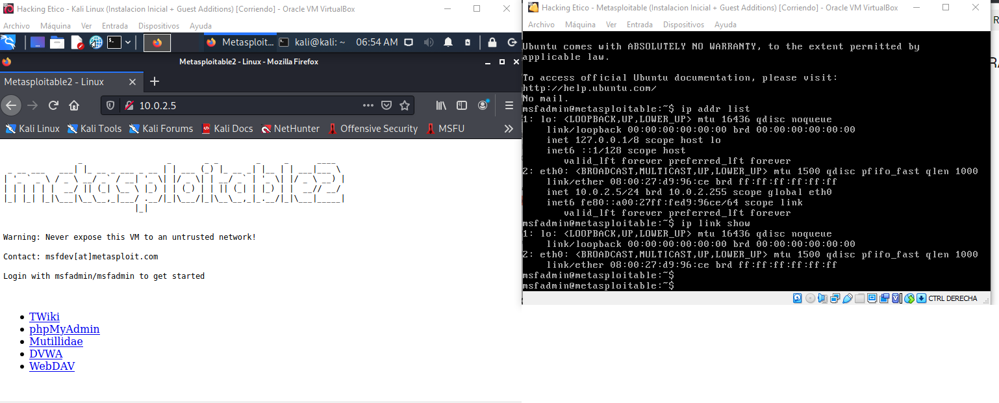 Hacking Etico - Kali Linux (Instalacion Inicial + Guest Additions) [Corriendo] - Oracle VM VirtualBox
Archivo Máquina Ver Entrada Dispositivos Ayuda
Metasploit... kali@kali: ~ 06:54 AM
Metasploitable2 - Linux - Mozilla Firefox
Metasploitable2 - Linux
10.0.2.5
Kali Linux Kali Tools Kali Forums Kali Docs NetHunter Offensive Security MSFU
metasploitable2
Warning: Never expose this VM to an untrusted network!
Contact: msfdev[at]metasploit.com
Login with msfadmin/msfadmin to get started
TWiki
phpMyAdmin
Mutillidae
DVWA
WebDAV
Hacking Etico - Metasploitable (Instalacion Inicial + Guest Additions) [Corriendo] - Oracle VM VirtualBox
Archivo Máquina Ver Entrada Dispositivos Ayuda
Ubuntu comes with ABSOLUTELY NO WARRANTY, to the extent permitted by
applicable law.
To access official Ubuntu documentation, please visit:
http://help.ubuntu.com/
No mail.
msfadmin@metasploitable:~$ ip addr list
1: lo: <LOOPBACK,UP,LOWER_UP> mtu 16436 qdisc noqueue
link/loopback 00:00:00:00:00:00 brd 00:00:00:00:00:00
inet 127.0.0.1/8 scope host lo
inet6 ::1/128 scope host
valid_lft forever preferred_lft forever
2: eth0: <BROADCAST,MULTICAST,UP,LOWER_UP> mtu 1500 qdisc pfifo_fast qlen 1000
link/ether 08:00:27:d9:96:ce brd ff:ff:ff:ff:ff:ff
inet 10.0.2.5/24 brd 10.0.2.255 scope global eth0
inet6 fe80::a00:27ff:fed9:96ce/64 scope link
valid_lft forever preferred_lft forever
msfadmin@metasploitable:~$ ip link show
1: lo: <LOOPBACK,UP,LOWER_UP> mtu 16436 qdisc noqueue
link/loopback 00:00:00:00:00:00 brd 00:00:00:00:00:00
2: eth0: <BROADCAST,MULTICAST,UP,LOWER_UP> mtu 1500 qdisc pfifo_fast qlen 1000
link/ether 08:00:27:d9:96:ce brd ff:ff:ff:ff:ff:ff
msfadmin@metasploitable:~$
msfadmin@metasploitable:~$
CTRL DERECHA